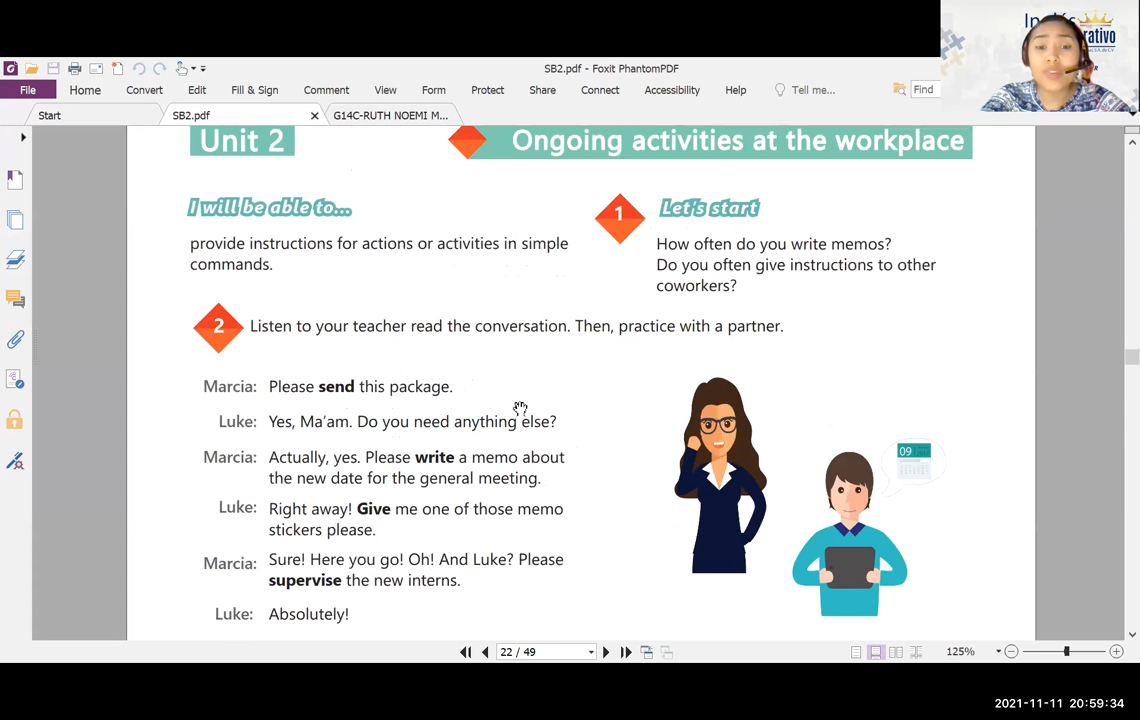 Inglés
rativo
S.A. de C.V.
SB2.pdf - Foxit PhantomPDF
File Home Convert Edit Fill & Sign Comment View Form Protect Share Connect Accessibility Help Tell me... Find
Start SB2.pdf G14C-RUTH NOEMI M...
Unit 2 Ongoing activities at the workplace
I will be able to...
provide instructions for actions or activities in simple
commands.
1 Let's start
How often do you write memos?
Do you often give instructions to other
coworkers?
2 Listen to your teacher read the conversation. Then, practice with a partner.
Marcia: Please send this package.
Luke: Yes, Ma'am. Do you need anything else?
Marcia: Actually, yes. Please write a memo about
the new date for the general meeting.
Luke: Right away! Give me one of those memo
stickers please.
Marcia: Sure! Here you go! Oh! And Luke? Please
supervise the new interns.
Luke: Absolutely!
09
22 / 49
125%
2021-11-11 20:59:34